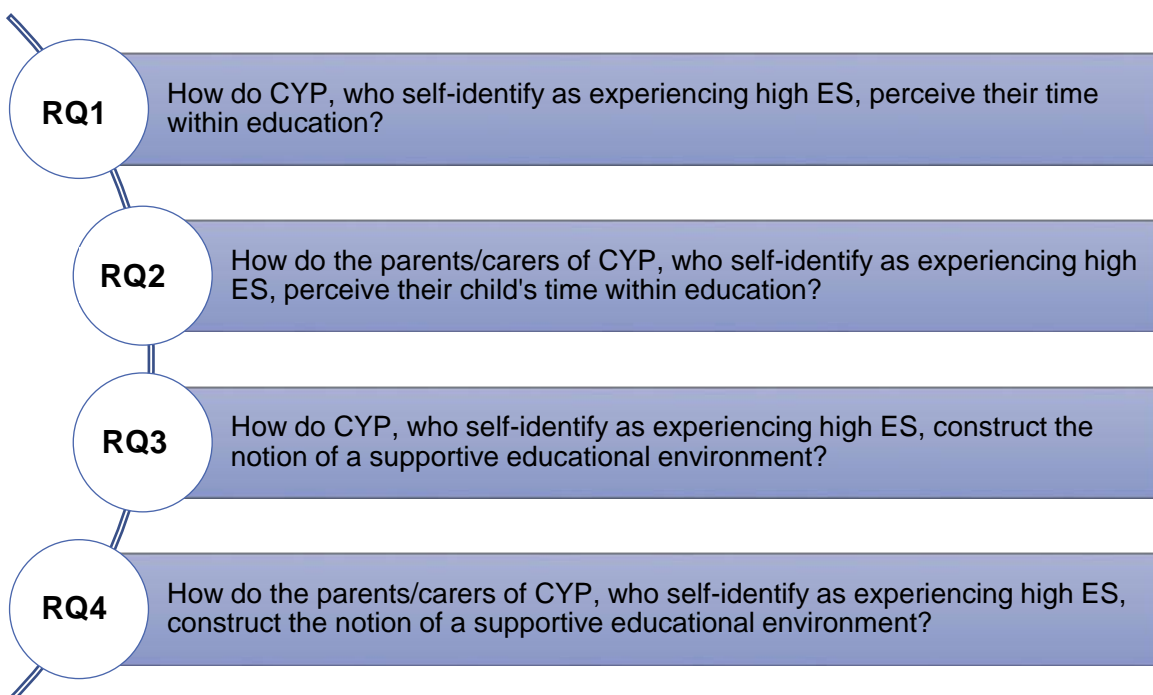 RQ1
How do CYP, who self-identify as experiencing high ES, perceive their time
within education?
RQ2
How do the parents/carers of CYP, who self-identify as experiencing high
ES, perceive their child's time within education?
RQ3
How do CYP, who self-identify as experiencing high ES, construct the
notion of a supportive educational environment?
RQ4
How do the parents/carers of CYP, who self-identify as experiencing high ES,
construct the notion of a supportive educational environment?